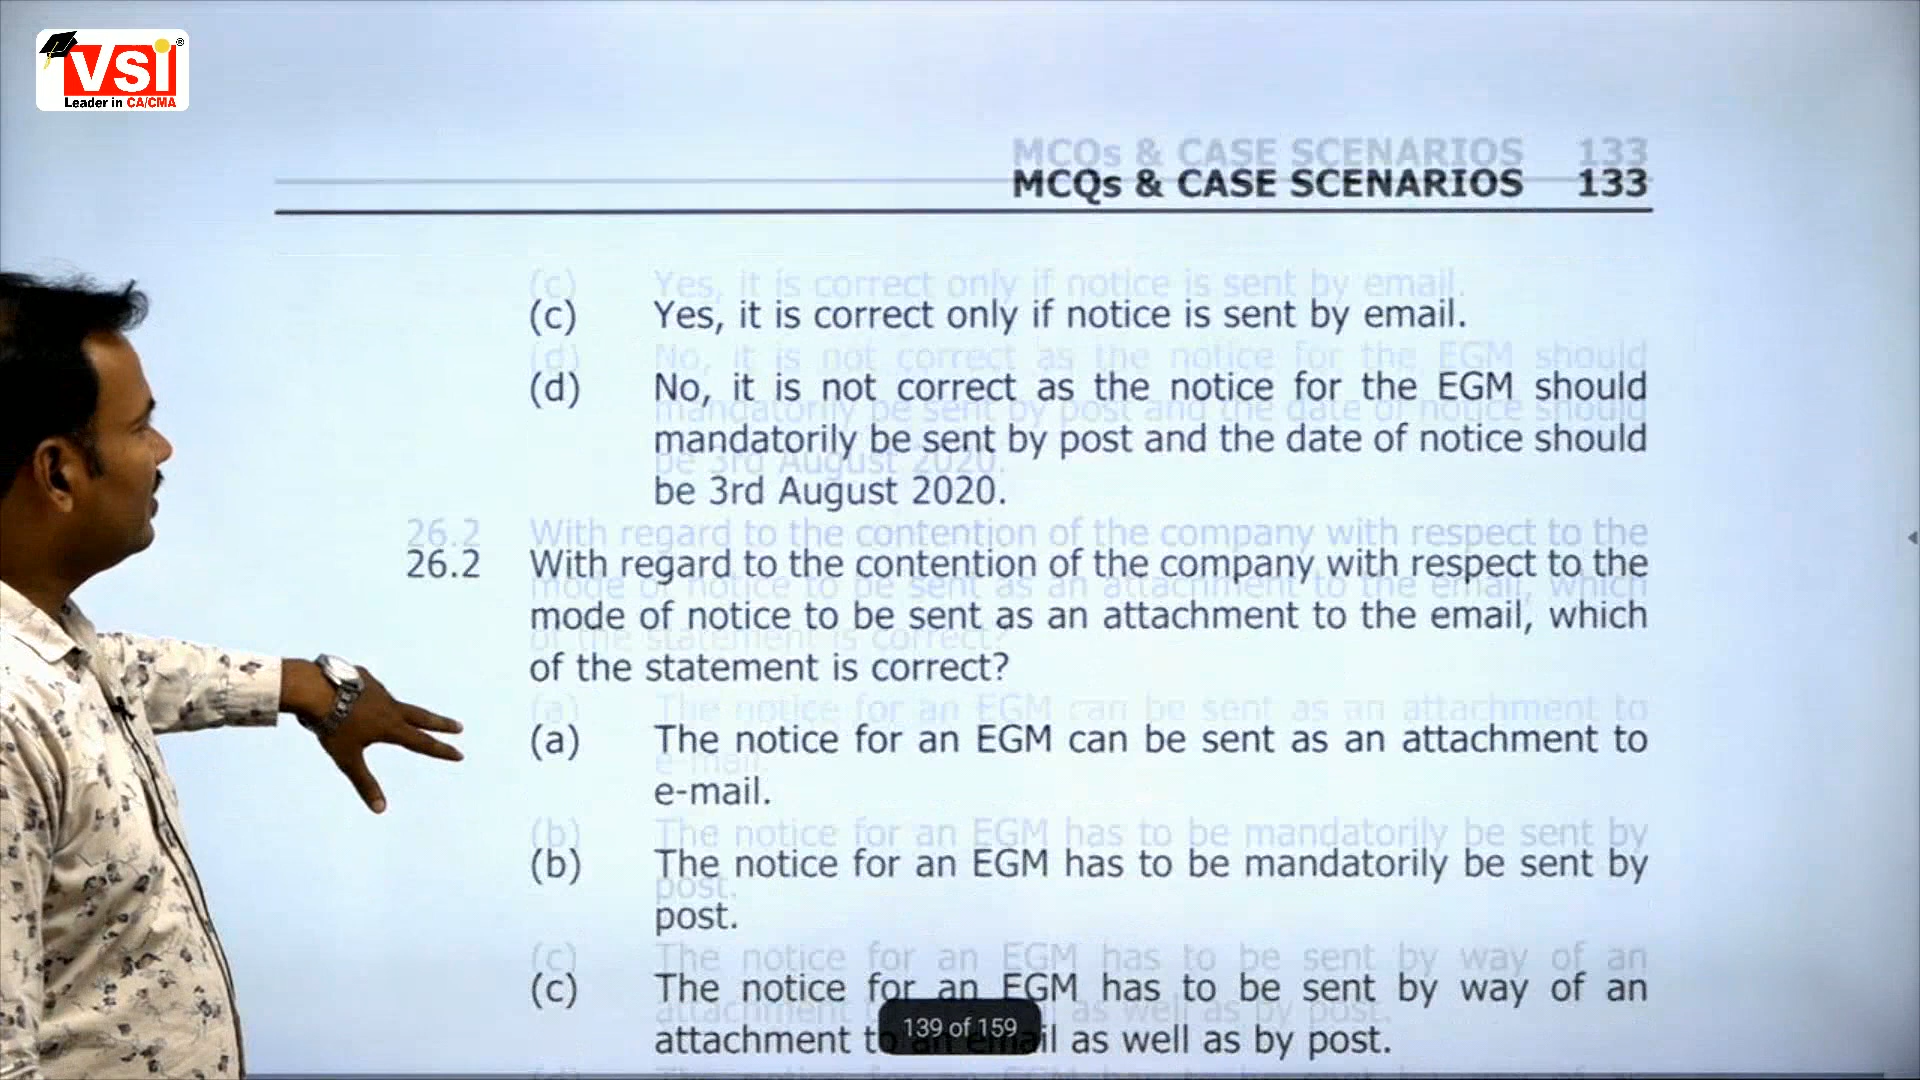 VSI®
Leader in CA/CMA
MCQs & CASE SCENARIOS 133
(c) Yes, it is correct only if notice is sent by email.
(d) No, it is not correct as the notice for the EGM should
mandatorily be sent by post and the date of notice should
be 3rd August 2020.
26.2 With regard to the contention of the company with respect to the
mode of notice to be sent as an attachment to the email, which
of the statement is correct?
(a) The notice for an EGM can be sent as an attachment to
e-mail.
(b) The notice for an EGM has to be mandatorily be sent by
post.
(c) The notice for an EGM has to be sent by way of an
attachment to an email as well as by post.
139 of 159